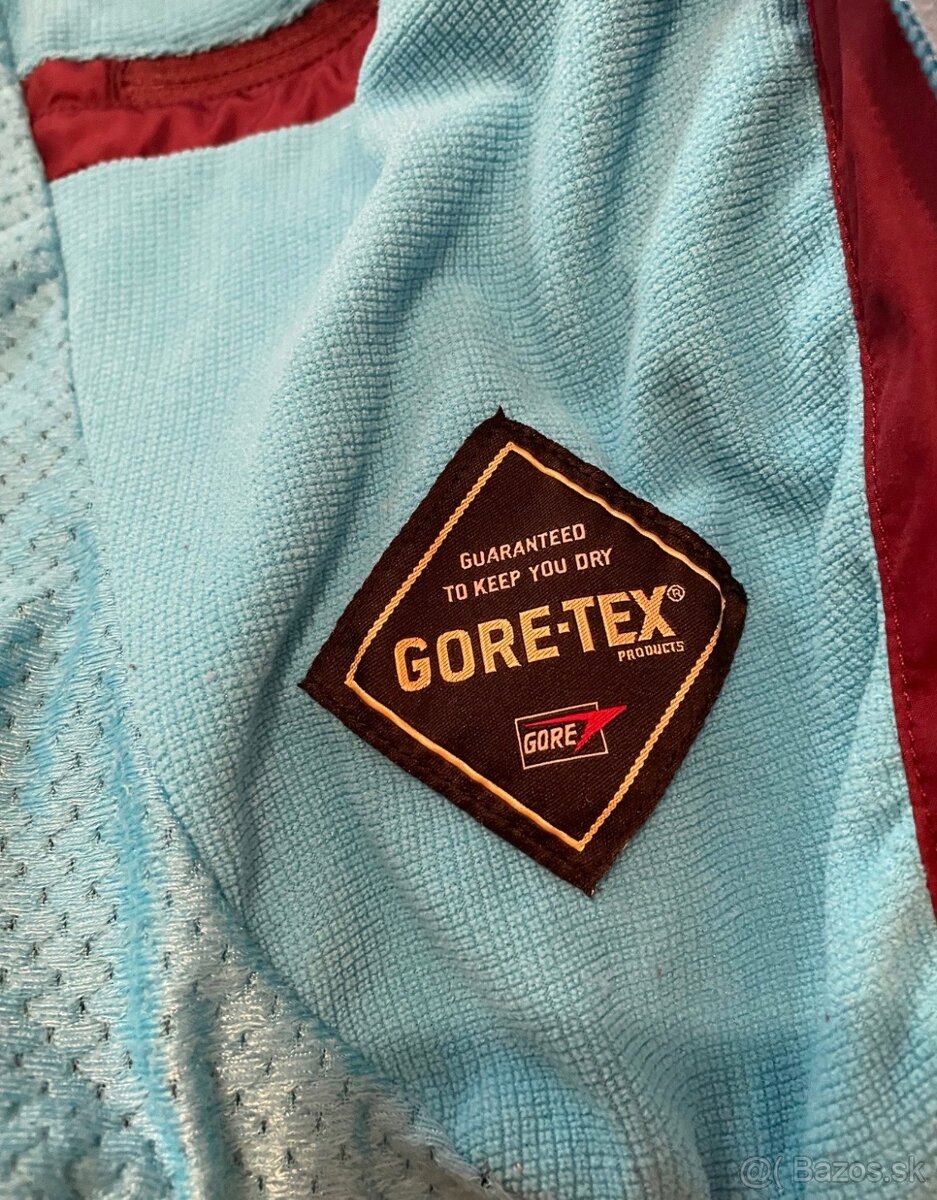 GUARANTEED
TO KEEP YOU DRY
GORE-TEX®
PRODUCTS
GORE
@( Bazos.sk